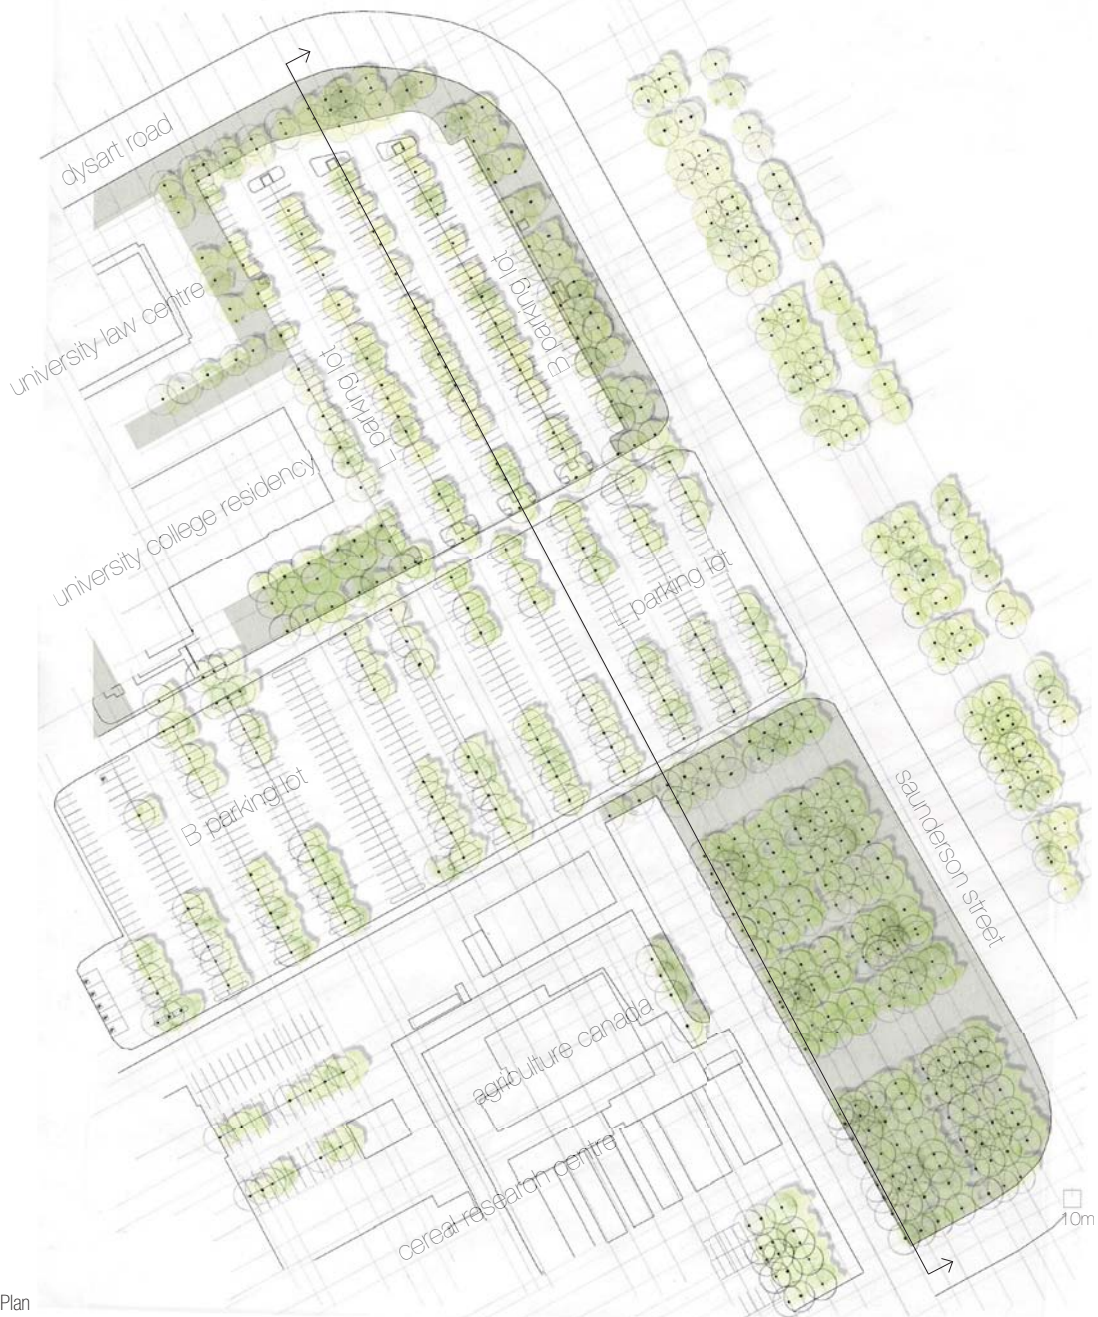 dysart road
parking lot
university law centre
L parking lot
university college residency
L parking lot
B parking lot
saunderson street
agriculture canada
cereal research centre
10m
Plan